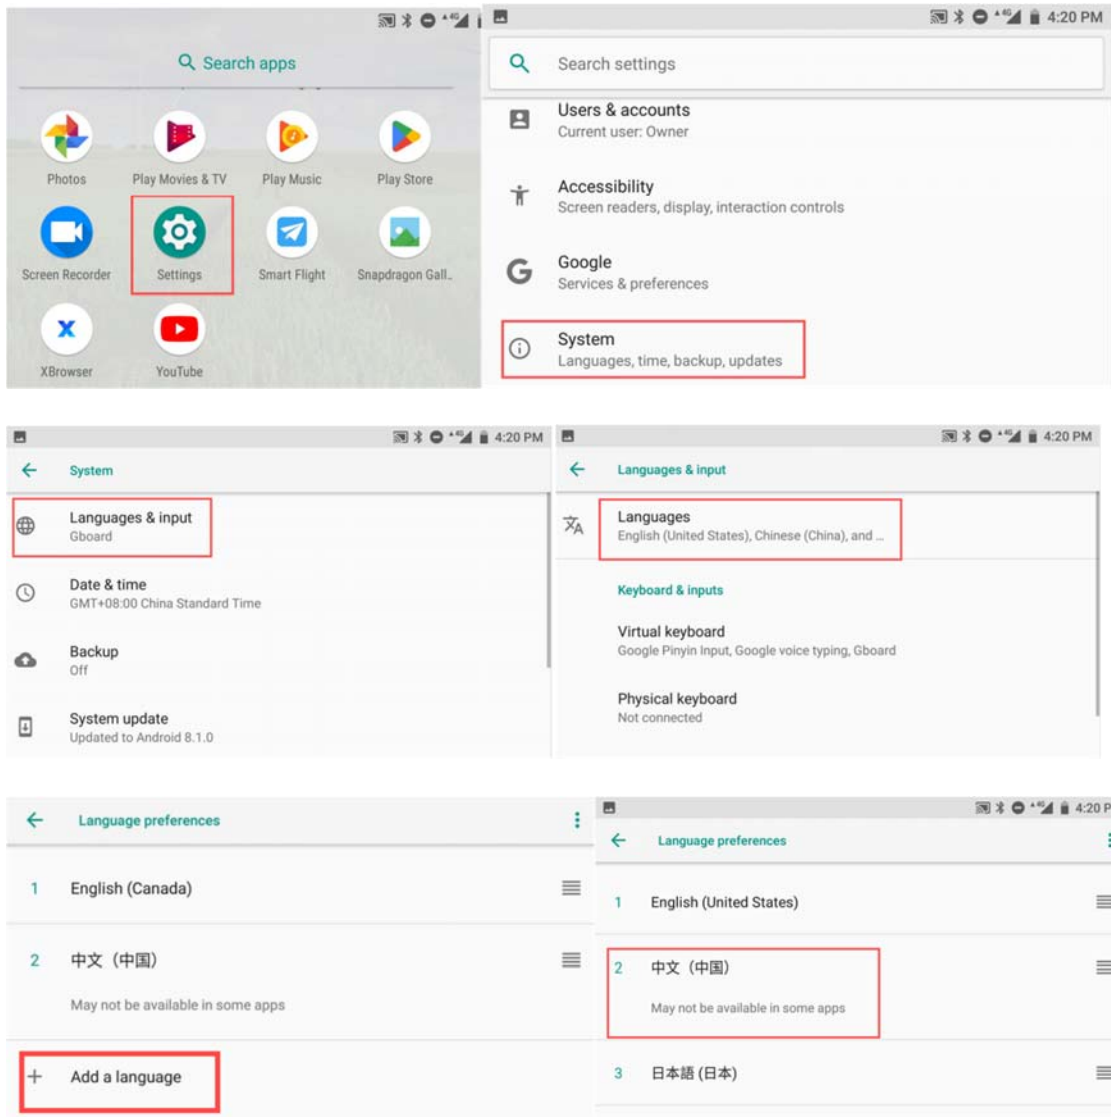 Search apps
Photos
Play Movies & TV
Play Music
Play Store
Screen Recorder
Settings
Smart Flight
Snapdragon Gall..
XBrowser
YouTube
4G 4:20 PM
Search settings
Users & accounts
Current user: Owner
Accessibility
Screen readers, display, interaction controls
Google
Services & preferences
System
Languages, time, backup, updates
4G 4:20 PM
System
Languages & input
Gboard
Date & time
GMT+08:00 China Standard Time
Backup
Off
System update
Updated to Android 8.1.0
4G 4:20 PM
Languages & input
Languages
English (United States), Chinese (China), and …
Keyboard & inputs
Virtual keyboard
Google Pinyin Input, Google voice typing, Gboard
Physical keyboard
Not connected
Language preferences
1 English (Canada)
2 中文（中国）
May not be available in some apps
Add a language
4G 4:20 P
Language preferences
1 English (United States)
2 中文（中国）
May not be available in some apps
3 日本語 (日本)